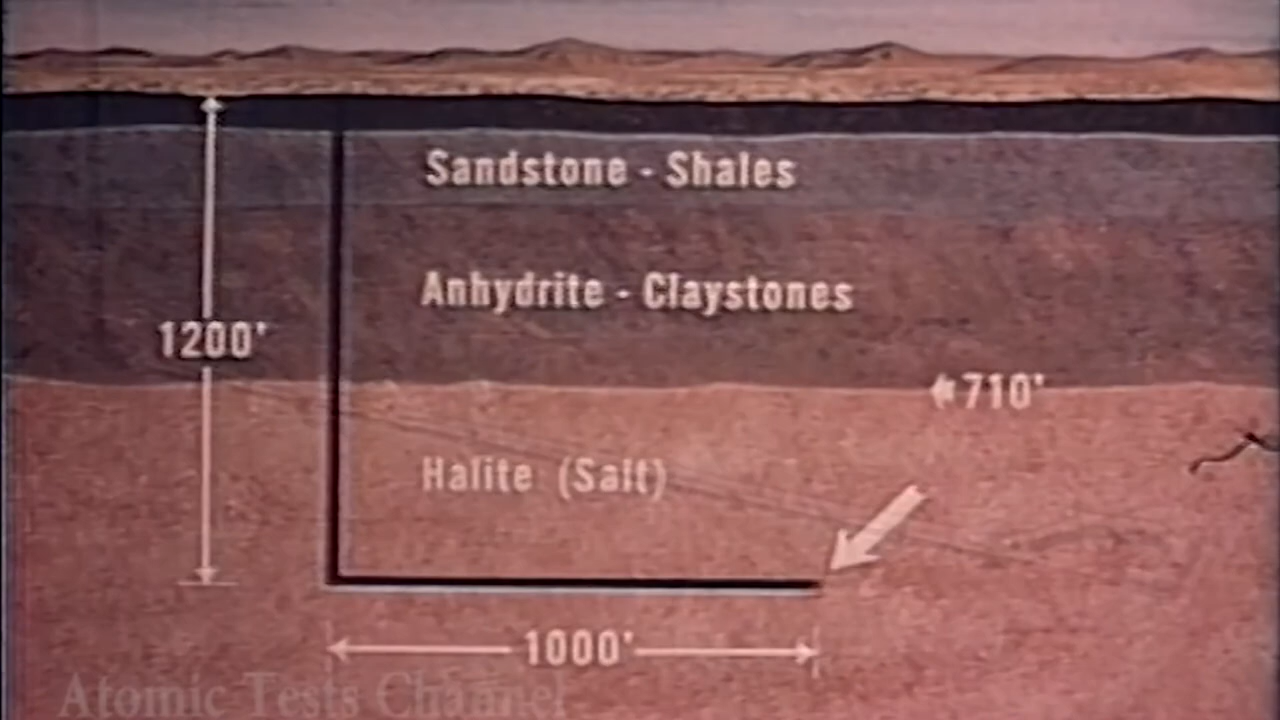 Sandstone - Shales
Anhydrite - Claystones
1200'
710'
Halite (Salt)
1000'
Atomic Tests Channel